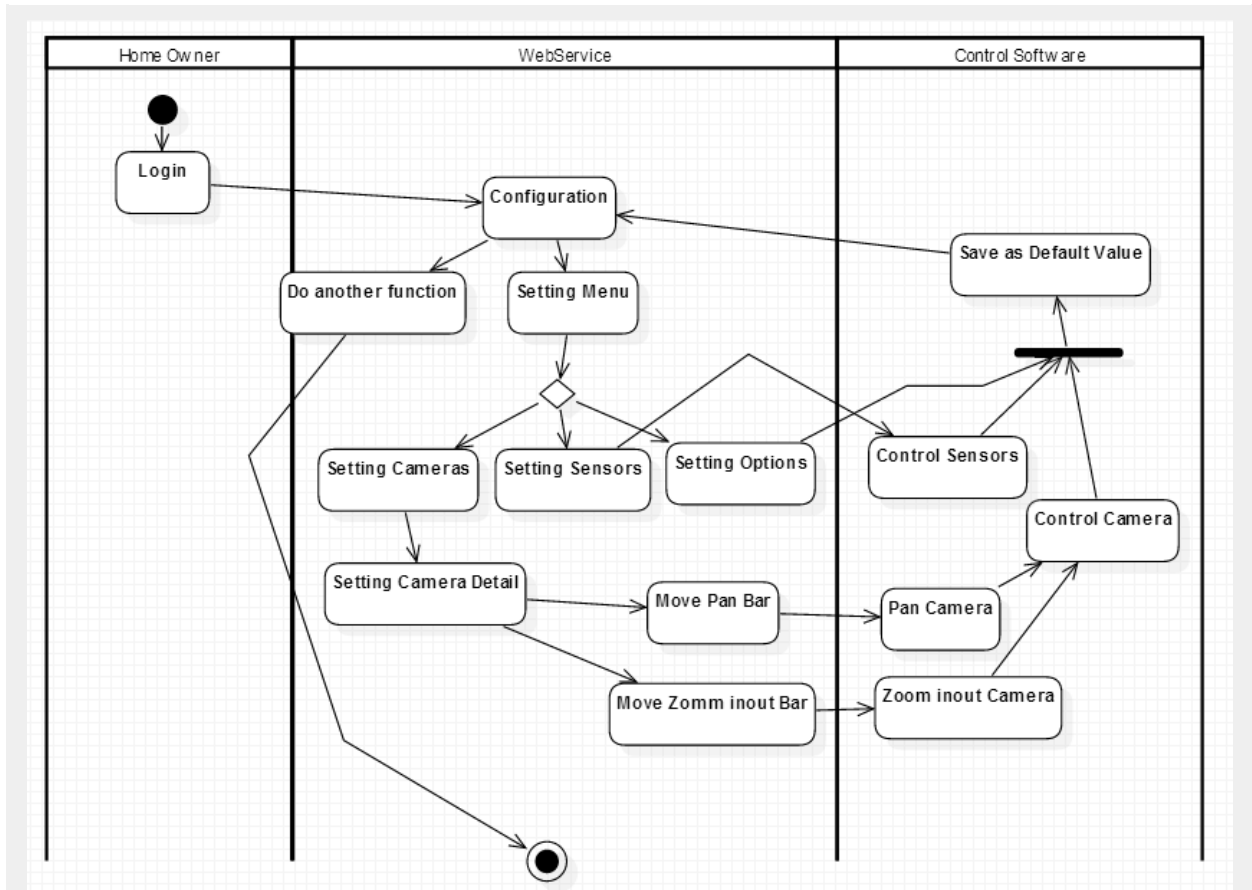 Home Owner
WebService
Control Software
Login
Configuration
Save as Default Value
Do another function
Setting Menu
Setting Cameras
Setting Sensors
Setting Options
Control Sensors
Control Camera
Setting Camera Detail
Move Pan Bar
Pan Camera
Move Zomm inout Bar
Zoom inout Camera